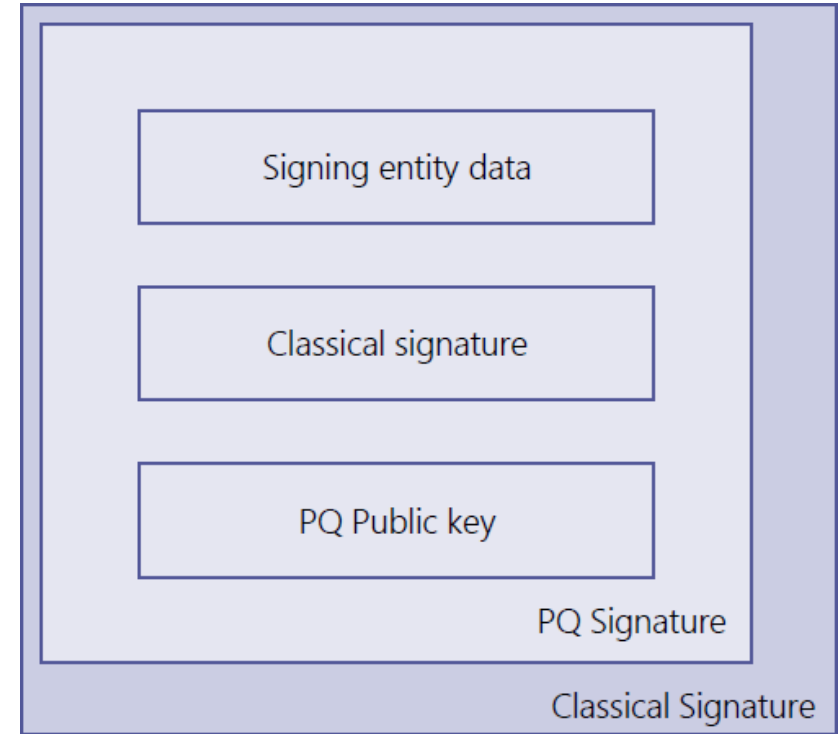 Signing entity data
Classical signature
PQ Public key
PQ Signature
Classical Signature